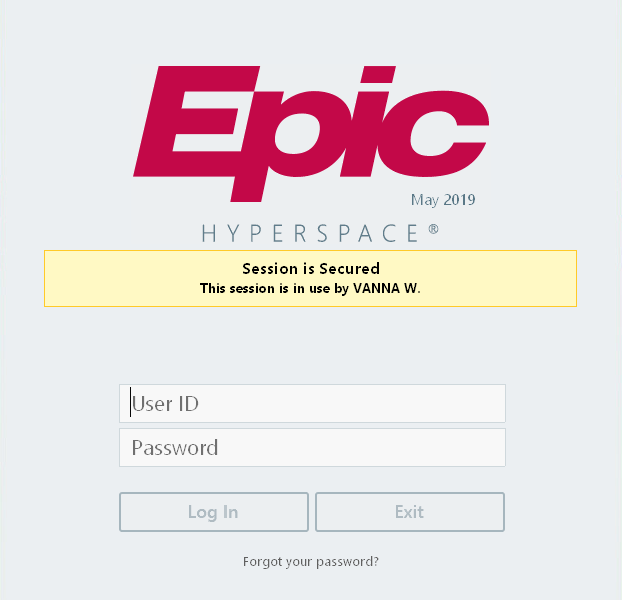 Epic
May 2019
HYPERSPACE®
Session is Secured
This session is in use by VANNA W.
User ID
Password
Log In
Exit
Forgot your password?